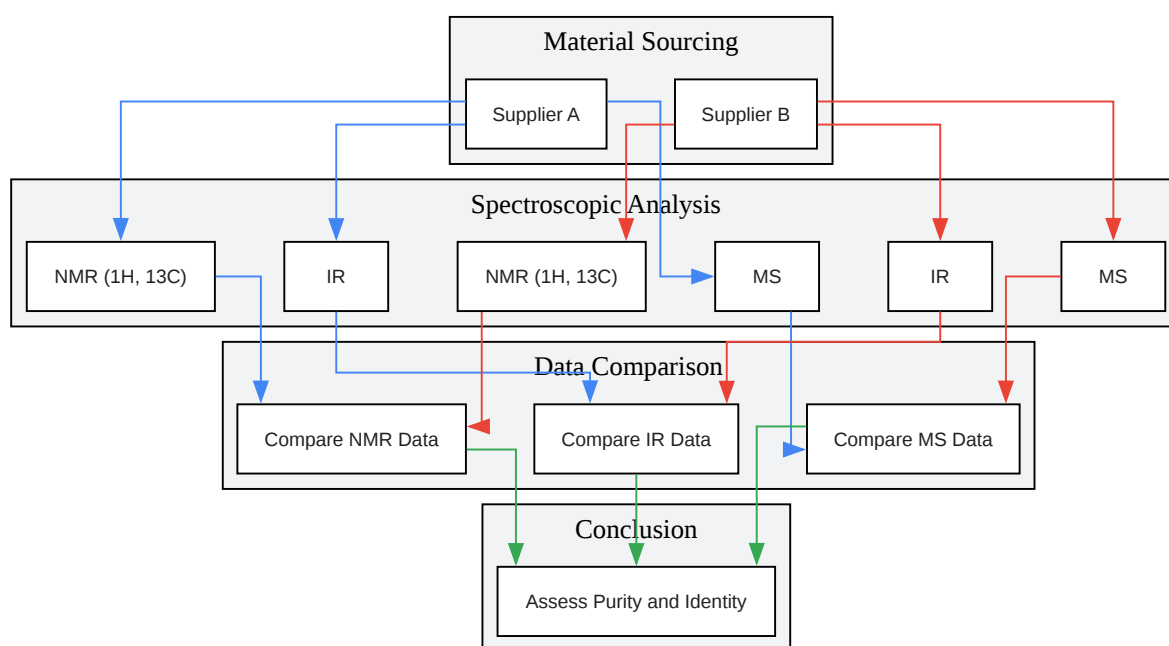 Material Sourcing
Supplier A
Supplier B
Spectroscopic Analysis
NMR (1H, 13C)
IR
NMR (1H, 13C)
MS
IR
MS
Data Comparison
Compare NMR Data
Compare IR Data
Compare MS Data
Conclusion
Assess Purity and Identity